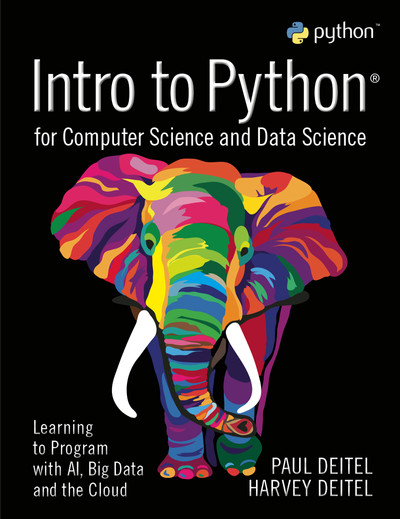 python™
Intro to Python®
for Computer Science and Data Science
Learning
to Program
with AI, Big Data
and the Cloud
PAUL DEITEL
HARVEY DEITEL